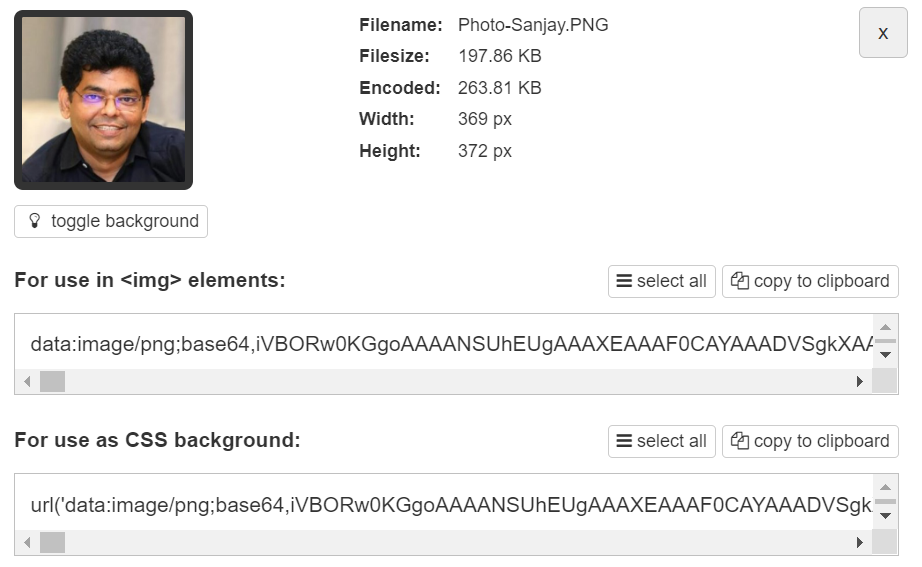 Filename: Photo-Sanjay.PNG
x
Filesize: 197.86 KB
Encoded: 263.81 KB
Width: 369 px
Height: 372 px
toggle background
For use in <img> elements:
select all
copy to clipboard
data:image/png;base64,iVBORw0KGgoAAAANSUhEUgAAAXEAAAF0CAYAAADVSgkXAA
For use as CSS background:
select all
copy to clipboard
url('data:image/png;base64,iVBORw0KGgoAAAANSUhEUgAAAXEAAAF0CAYAAADVSgk